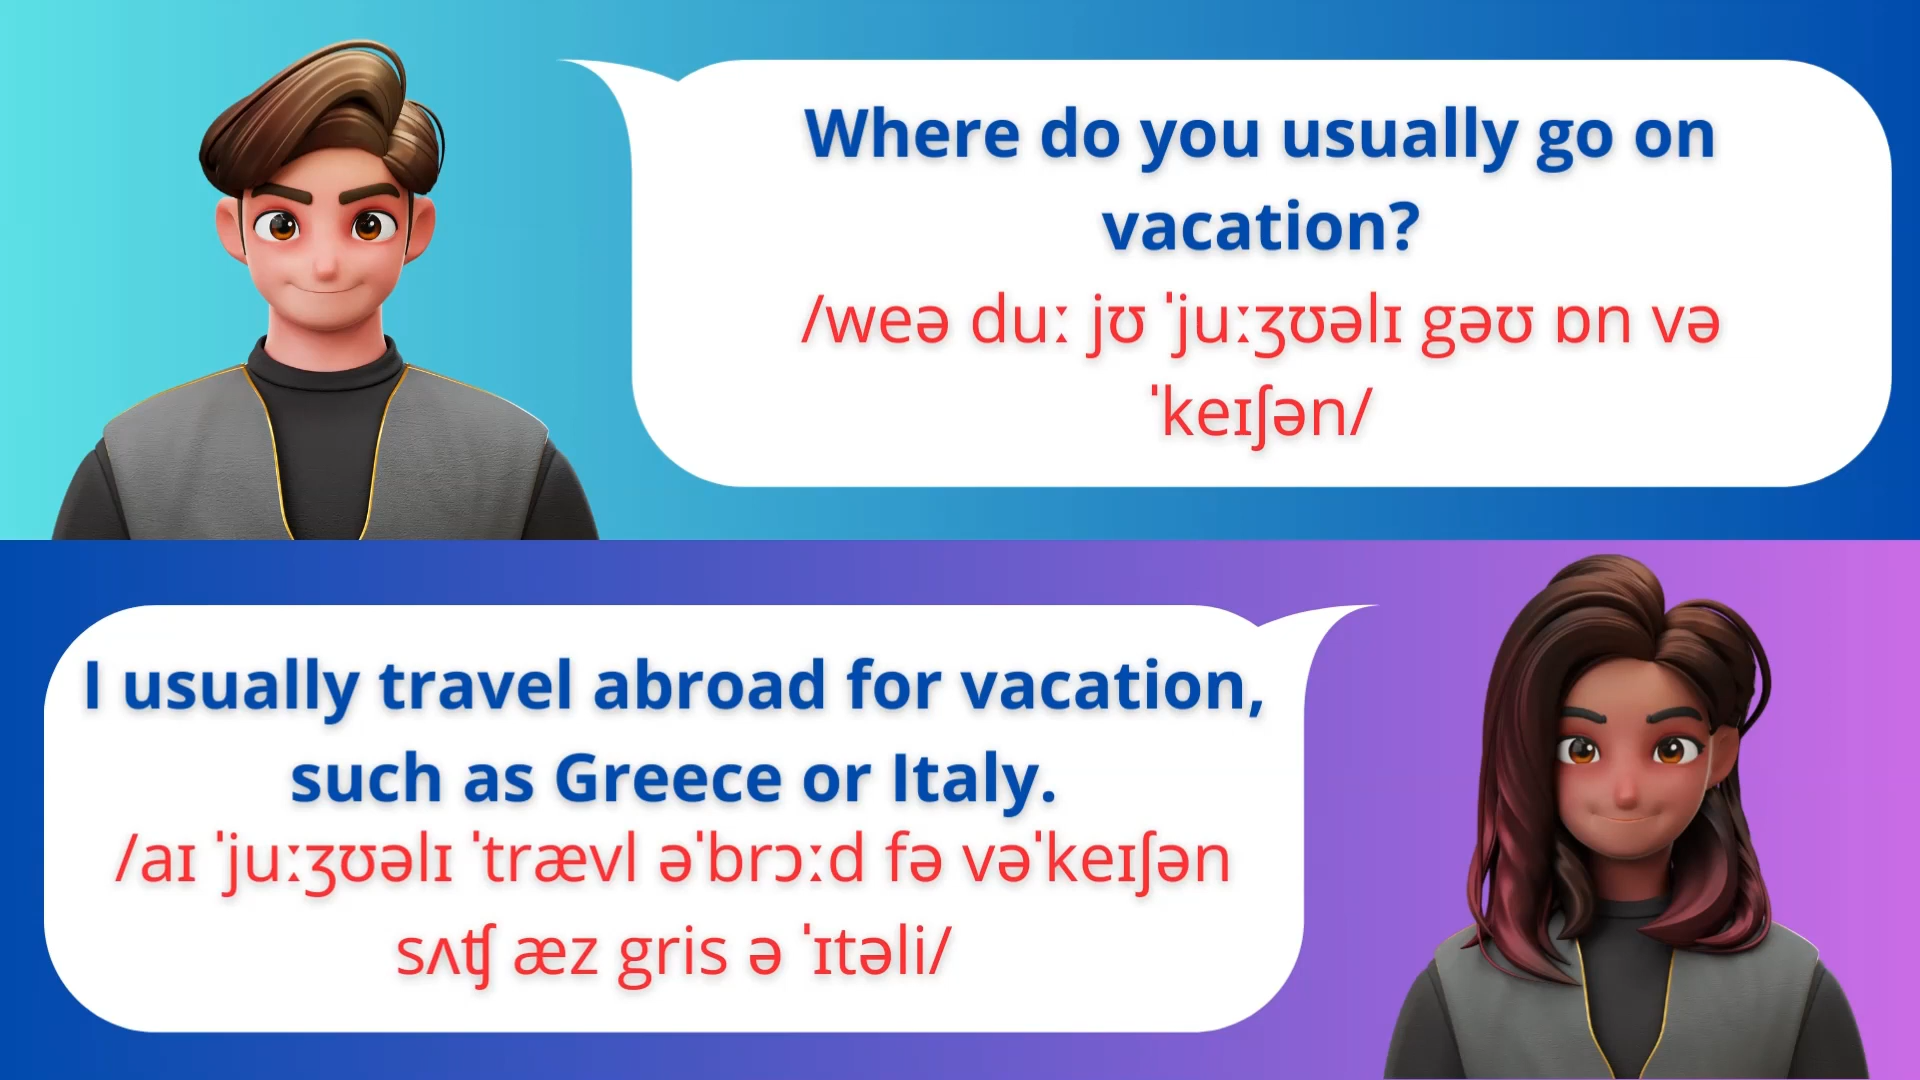 Where do you usually go on
vacation?
/weə duː jʊ ˈjuːʒʊəlɪ gəʊ ɒn və
ˈkeɪʃən/
I usually travel abroad for vacation,
such as Greece or Italy.
/aɪ ˈjuːʒʊəlɪ ˈtrævl əˈbrɔːd fə vəˈkeɪʃən
sʌʧ æz gris ə ˈɪtəli/